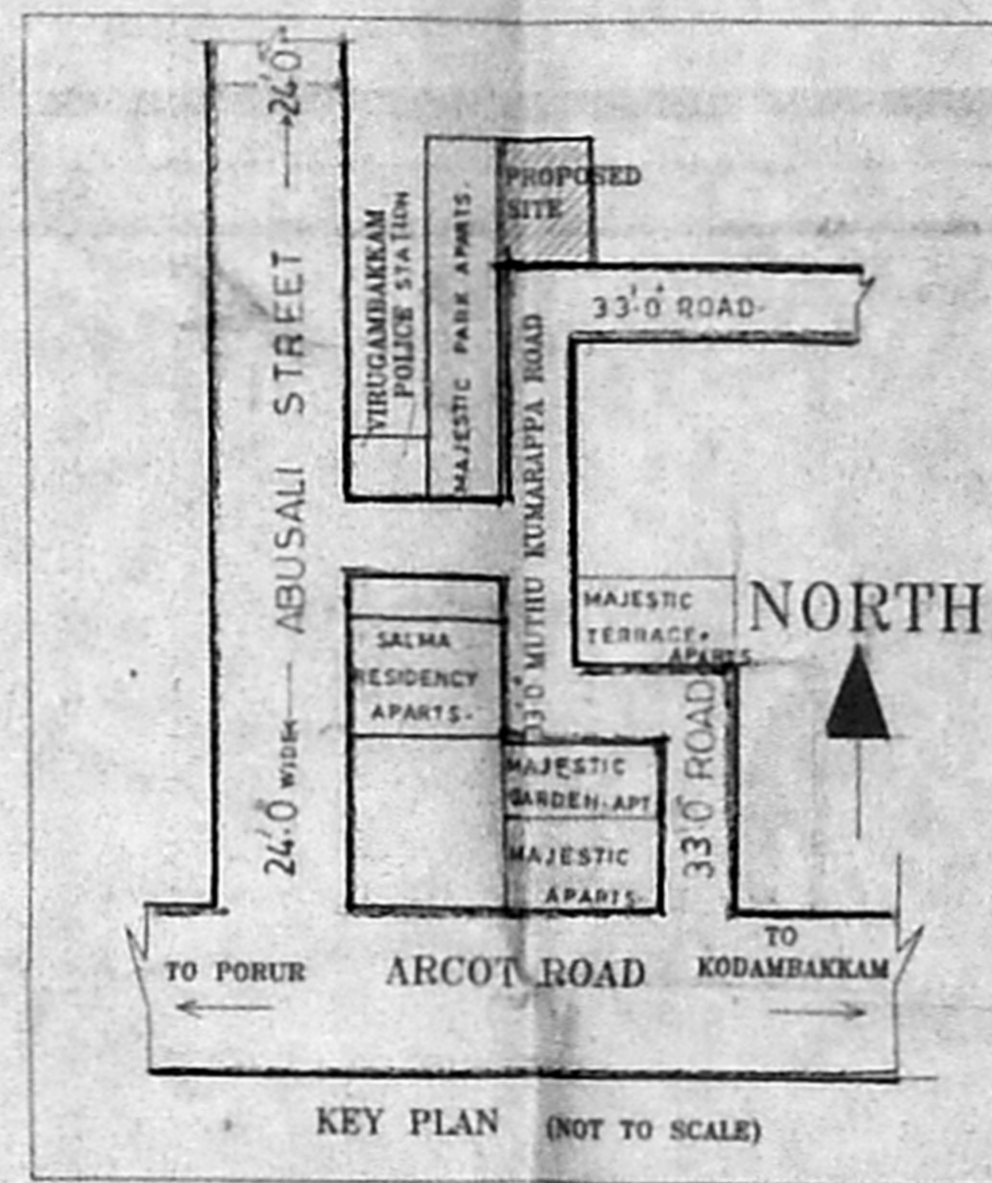 24'.0"
PROPOSED
SITE
VIRUGAMBAKKAM
POLICE STATION
MAJESTIC PARK APARTS.
33'.0" ROAD.
ABUSALI STREET
33'.0" MUTHU KUMARAPPA ROAD
MAJESTIC
TERRACE.
APARTS
NORTH
SALMA
RESIDENCY
APARTS.
24'.0" WIDE
MAJESTIC
GARDEN. APT
33'.0" ROAD
MAJESTIC
APARTS.
TO PORUR
ARCOT ROAD
TO
KODAMBAKKAM
KEY PLAN (NOT TO SCALE)